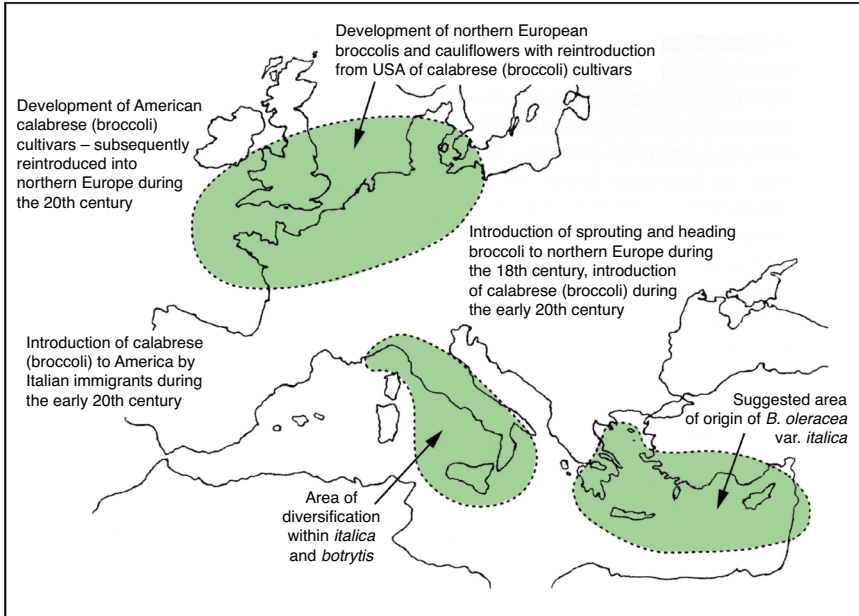 Development of northern European
broccolis and cauliflowers with reintroduction
from USA of calabrese (broccoli) cultivars
Development of American
calabrese (broccoli)
cultivars – subsequently
reintroduced into
northern Europe during
the 20th century
Introduction of sprouting and heading
broccoli to northern Europe during
the 18th century, introduction
of calabrese (broccoli) during
the early 20th century
Introduction of calabrese
(broccoli) to America by
Italian immigrants during
the early 20th century
Suggested area
of origin of B. oleracea
var. italica
Area of
diversification
within italica
and botrytis